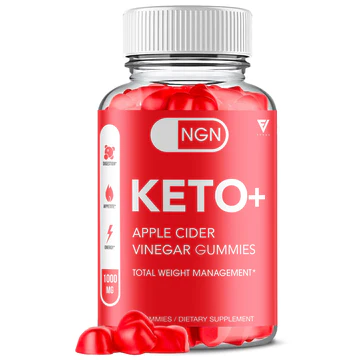 NGN
KETO+
APPLE CIDER
VINEGAR GUMMIES
TOTAL WEIGHT MANAGEMENT*
1000
MG
/ DIETARY SUPPLEMENT